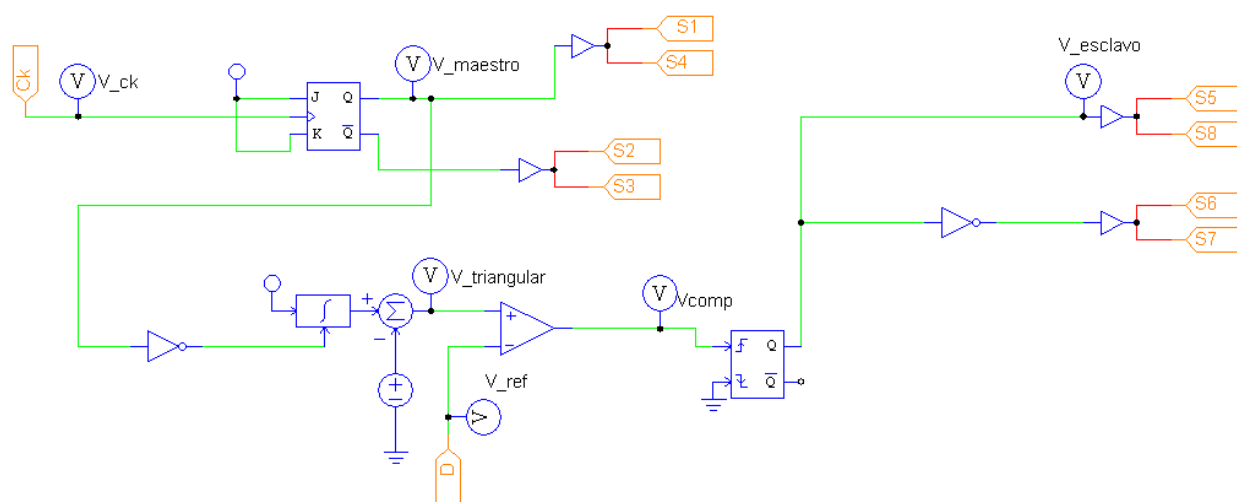 Ck
V
V_ck
J
Q
K
Q
V
V_maestro
S1
S4
S2
S3
V
V_triangular
+
−
∫
Σ
+
−
+
−
V_ref
V
D
V
Vcomp
Q
Q
V_esclavo
V
S5
S8
S6
S7